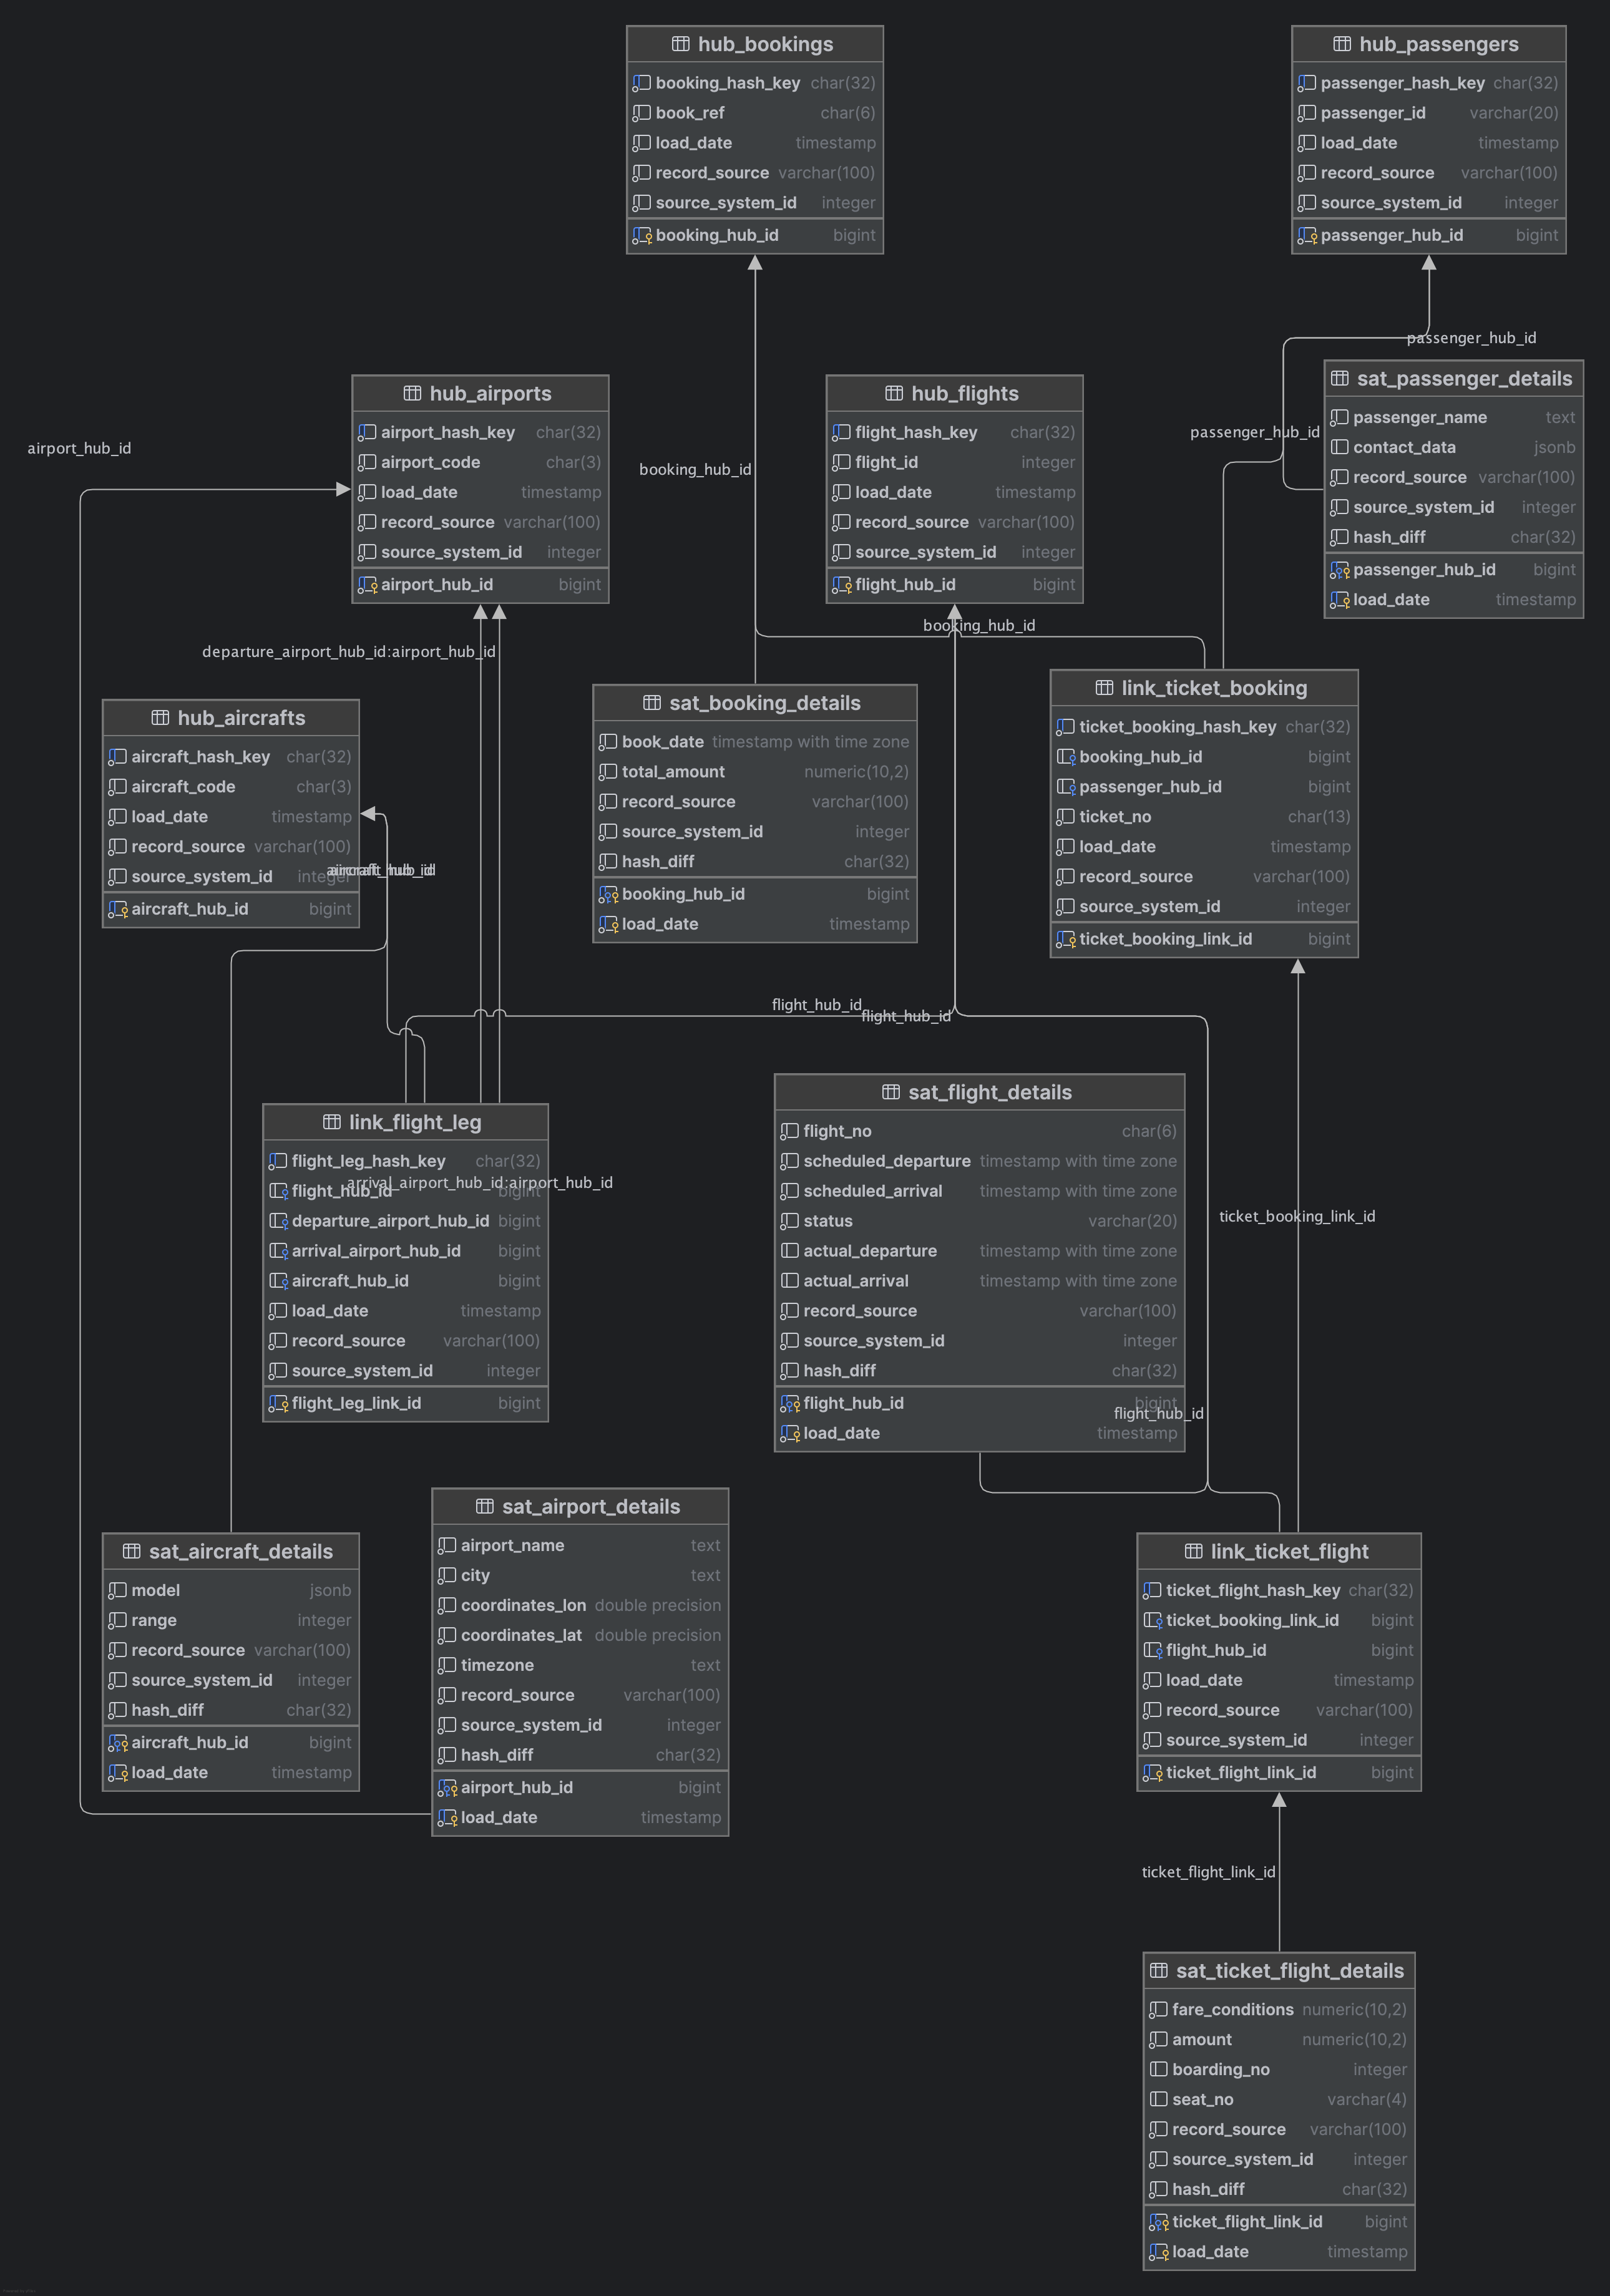 hub_bookings
booking_hash_key char(32)
book_ref char(6)
load_date timestamp
record_source varchar(100)
source_system_id integer
booking_hub_id bigint
hub_passengers
passenger_hash_key char(32)
passenger_id varchar(20)
load_date timestamp
record_source varchar(100)
source_system_id integer
passenger_hub_id bigint
passenger_hub_id
hub_airports
airport_hash_key char(32)
airport_code char(3)
load_date timestamp
record_source varchar(100)
source_system_id integer
airport_hub_id bigint
airport_hub_id
hub_flights
flight_hash_key char(32)
flight_id integer
load_date timestamp
record_source varchar(100)
source_system_id integer
flight_hub_id bigint
booking_hub_id
passenger_hub_id
sat_passenger_details
passenger_name text
contact_data jsonb
record_source varchar(100)
source_system_id integer
hash_diff char(32)
passenger_hub_id bigint
load_date timestamp
booking_hub_id
departure_airport_hub_id:airport_hub_id
hub_aircrafts
aircraft_hash_key char(32)
aircraft_code char(3)
load_date timestamp
record_source varchar(100)
source_system_id integer
aircraft_hub_id bigint
aircraft_hub_id
sat_booking_details
book_date timestamp with time zone
total_amount numeric(10,2)
record_source varchar(100)
source_system_id integer
hash_diff char(32)
booking_hub_id bigint
load_date timestamp
link_ticket_booking
ticket_booking_hash_key char(32)
booking_hub_id bigint
passenger_hub_id bigint
ticket_no char(13)
load_date timestamp
record_source varchar(100)
source_system_id integer
ticket_booking_link_id bigint
flight_hub_id
flight_hub_id
link_flight_leg
flight_leg_hash_key char(32)
arrival_airport_hub_id:airport_hub_id
flight_hub_id bigint
departure_airport_hub_id bigint
arrival_airport_hub_id bigint
aircraft_hub_id bigint
load_date timestamp
record_source varchar(100)
source_system_id integer
flight_leg_link_id bigint
sat_flight_details
flight_no char(6)
scheduled_departure timestamp with time zone
scheduled_arrival timestamp with time zone
status varchar(20)
actual_departure timestamp with time zone
actual_arrival timestamp with time zone
record_source varchar(100)
source_system_id integer
hash_diff char(32)
flight_hub_id bigint
load_date timestamp
flight_hub_id
ticket_booking_link_id
sat_aircraft_details
model jsonb
range integer
record_source varchar(100)
source_system_id integer
hash_diff char(32)
aircraft_hub_id bigint
load_date timestamp
sat_airport_details
airport_name text
city text
coordinates_lon double precision
coordinates_lat double precision
timezone text
record_source varchar(100)
source_system_id integer
hash_diff char(32)
airport_hub_id bigint
load_date timestamp
link_ticket_flight
ticket_flight_hash_key char(32)
ticket_booking_link_id bigint
flight_hub_id bigint
load_date timestamp
record_source varchar(100)
source_system_id integer
ticket_flight_link_id bigint
ticket_flight_link_id
sat_ticket_flight_details
fare_conditions numeric(10,2)
amount numeric(10,2)
boarding_no integer
seat_no varchar(4)
record_source varchar(100)
source_system_id integer
hash_diff char(32)
ticket_flight_link_id bigint
load_date timestamp